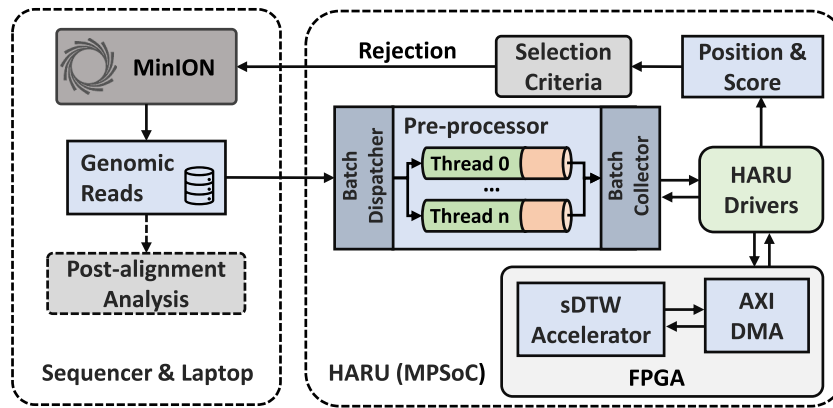 MinION
Genomic
Reads
Post-alignment
Analysis
Sequencer & Laptop
Rejection
Selection
Criteria
Position &
Score
Batch
Dispatcher
Pre-processor
Thread 0
...
Thread n
Batch
Collector
HARU
Drivers
sDTW
Accelerator
AXI
DMA
FPGA
HARU (MPSoC)